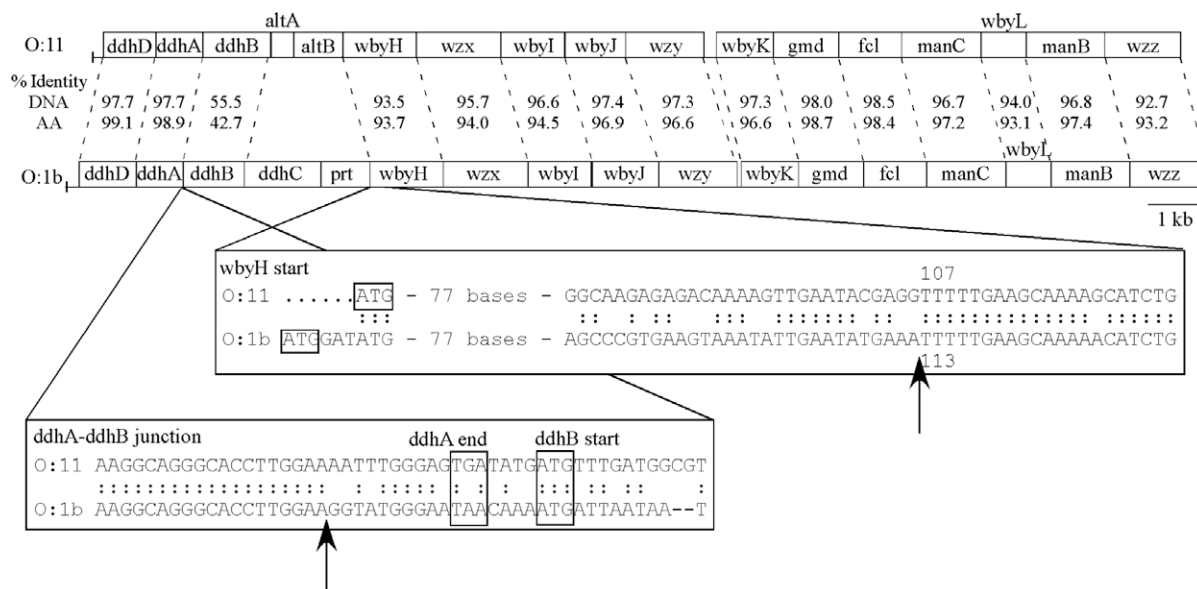 altA wbyL
O:11 ddhD ddhA ddhB altB wbyH wzx wbyI wbyJ wzy wbyK gmd fcl manC manB wzz
% Identity
DNA 97.7 97.7 55.5 93.5 95.7 96.6 97.4 97.3 97.3 98.0 98.5 96.7 94.0 96.8 92.7
AA 99.1 98.9 42.7 93.7 94.0 94.5 96.9 96.6 96.6 98.7 98.4 97.2 93.1 97.4 93.2
wbyL
O:1b ddhD ddhA ddhB ddhC prt wbyH wzx wbyI wbyJ wzy wbyK gmd fcl manC manB wzz
1 kb
wbyH start
107
O:11 ......ATG - 77 bases - GGCAAGAGAGACAAAAGTTGAATACGAGGTTTTTGAAGCAAAAGCATCTG
::: :: : :: :: : :: ::::: :: : :::::::::::::: ::::::
O:1b ATGGATATG - 77 bases - AGCCCGTGAAGTAAATATTGAATATGAAATTTTTGAAGCAAAAACATCTG
113
ddhA-ddhB junction ddhA end ddhB start
O:11 AAGGCAGGGCACCTTGGAAAATTTGGGAGTGATATGATGTTTGATGGCGT
::::::::::::::::::: : :::: : : : ::: :: :: :
O:1b AAGGCAGGGCACCTTGGAAGGTATGGGAATAACAAAATGATTAATAA--T